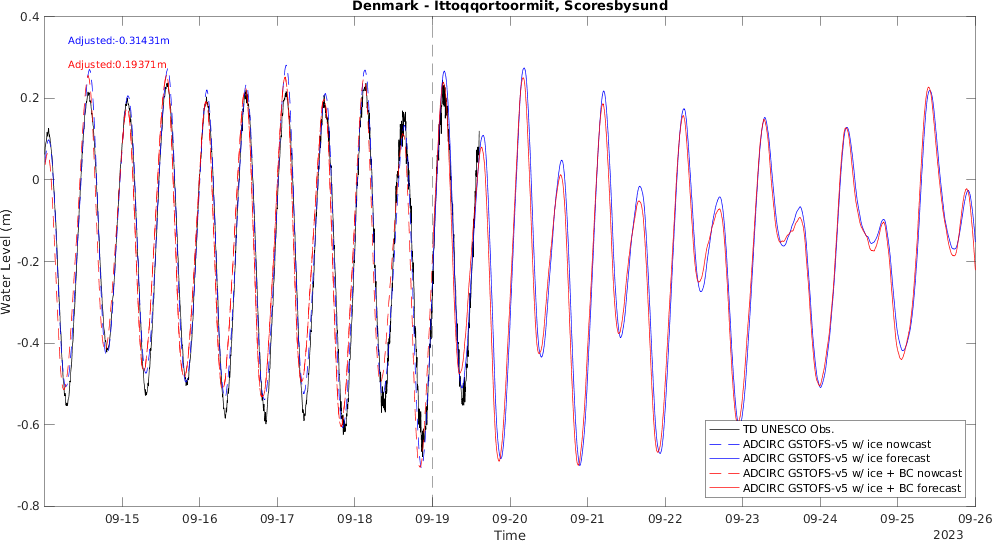 Denmark - Ittoqqortoormiit, Scoresbysund
0.4
Adjusted:-0.31431m
Adjusted:0.19371m
0.2
0
-0.2
-0.4
-0.6
-0.8
Water Level (m)
TD UNESCO Obs.
ADCIRC GSTOFS-v5 w/ ice nowcast
ADCIRC GSTOFS-v5 w/ ice forecast
ADCIRC GSTOFS-v5 w/ ice + BC nowcast
ADCIRC GSTOFS-v5 w/ ice + BC forecast
09-15 09-16 09-17 09-18 09-19 09-20 09-21 09-22 09-23 09-24 09-25 09-26
Time
2023